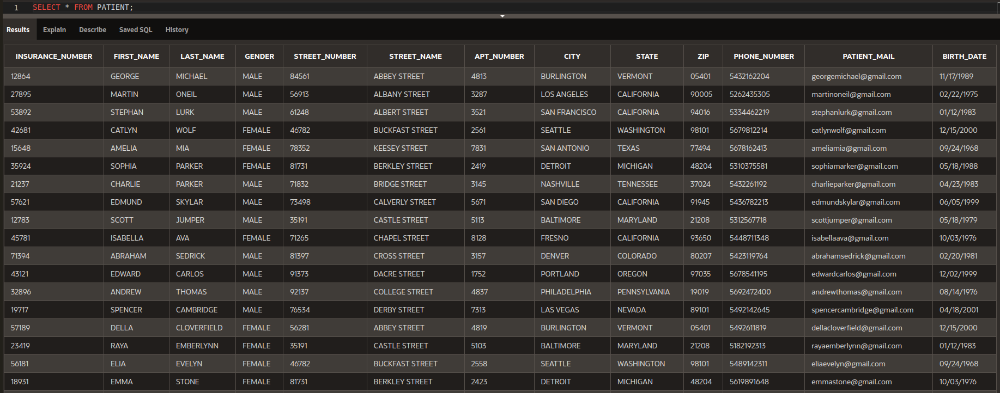 1 SELECT * FROM PATIENT;
Results Explain Describe Saved SQL History
INSURANCE_NUMBER FIRST_NAME LAST_NAME GENDER STREET_NUMBER STREET_NAME APT_NUMBER CITY STATE ZIP PHONE_NUMBER PATIENT_MAIL BIRTH_DATE
12864 GEORGE MICHAEL MALE 84561 ABBEY STREET 4813 BURLINGTON VERMONT 05401 5432162204 georgemichael@gmail.com 11/17/1989
27895 MARTIN ONEIL MALE 56913 ALBANY STREET 3287 LOS ANGELES CALIFORNIA 90005 5262435305 martinoneil@gmail.com 02/22/1975
53892 STEPHAN LURK MALE 61248 ALBERT STREET 3521 SAN FRANCISCO CALIFORNIA 94016 5334462219 stephanlurk@gmail.com 01/12/1983
42681 CATLYN WOLF FEMALE 46782 BUCKFAST STREET 2561 SEATTLE WASHINGTON 98101 5679812214 catlynwolf@gmail.com 12/15/2000
15648 AMELIA MIA FEMALE 78352 KEESEY STREET 7831 SAN ANTONIO TEXAS 77494 5678162413 ameliamia@gmail.com 09/24/1968
35924 SOPHIA PARKER FEMALE 81731 BERKLEY STREET 2419 DETROIT MICHIGAN 48204 5310375581 sophiamarker@gmail.com 05/18/1988
21237 CHARLIE PARKER MALE 71832 BRIDGE STREET 3145 NASHVILLE TENNESSEE 37024 5432261192 charlieparker@gmail.com 04/23/1983
57621 EDMUND SKYLAR MALE 73498 CALVERLY STREET 5671 SAN DIEGO CALIFORNIA 91945 5436782213 edmundskylar@gmail.com 06/05/1999
12783 SCOTT JUMPER MALE 35191 CASTLE STREET 5113 BALTIMORE MARYLAND 21208 5312567718 scottjumper@gmail.com 05/18/1979
45781 ISABELLA AVA FEMALE 71265 CHAPEL STREET 8128 FRESNO CALIFORNIA 93650 5448711348 isabellaava@gmail.com 10/03/1976
71394 ABRAHAM SEDRICK MALE 81397 CROSS STREET 3157 DENVER COLORADO 80207 5423119764 abrahamsedrick@gmail.com 02/20/1981
43121 EDWARD CARLOS MALE 91373 DACRE STREET 1752 PORTLAND OREGON 97035 5678541195 edwardcarlos@gmail.com 12/02/1999
32896 ANDREW THOMAS MALE 92137 COLLEGE STREET 4837 PHILADELPHIA PENNSYLVANIA 19019 5692472400 andrewthomas@gmail.com 08/14/1976
19717 SPENCER CAMBRIDGE MALE 76534 DERBY STREET 7313 LAS VEGAS NEVADA 89101 5492142645 spencercambridge@gmail.com 04/18/2001
57189 DELLA CLOVERFIELD FEMALE 56281 ABBEY STREET 4819 BURLINGTON VERMONT 05401 5492611819 dellacloverfield@gmail.com 12/15/2000
23419 RAYA EMBERLYNN FEMALE 35191 CASTLE STREET 5103 BALTIMORE MARYLAND 21208 5182192313 rayaemberlynn@gmail.com 01/12/1983
56181 ELIA EVELYN FEMALE 46782 BUCKFAST STREET 2558 SEATTLE WASHINGTON 98101 5489142311 eliaevelyn@gmail.com 09/24/1968
18931 EMMA STONE FEMALE 81731 BERKLEY STREET 2423 DETROIT MICHIGAN 48204 5619891648 emmastone@gmail.com 10/03/1976